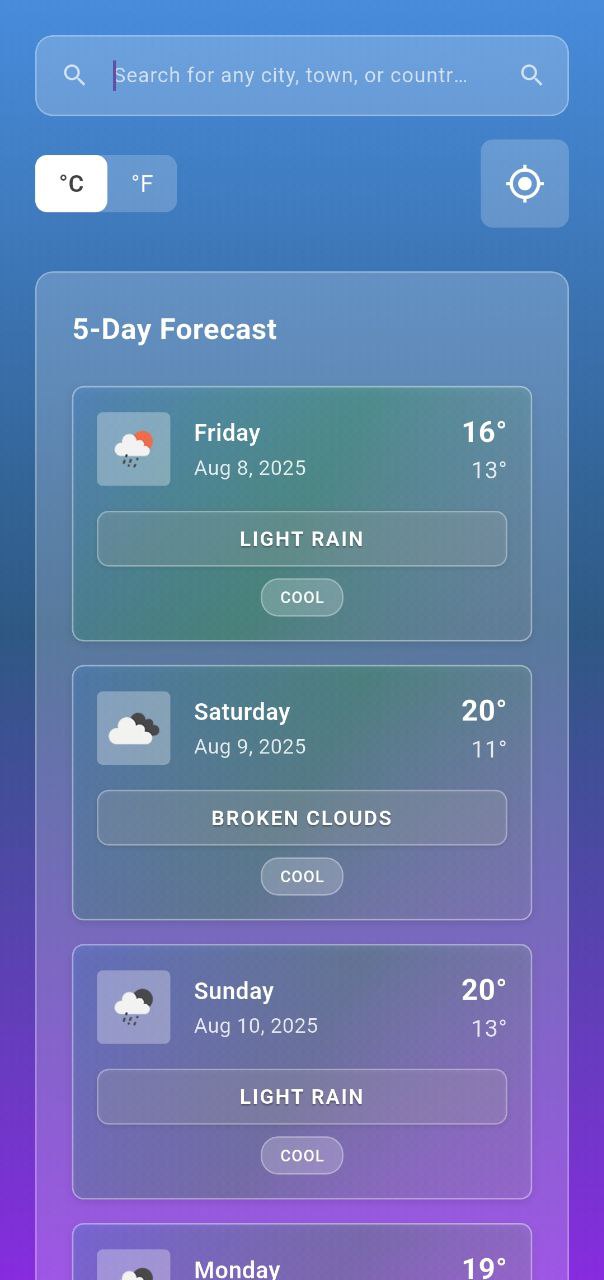 Search for any city, town, or countr…
°C
°F
5-Day Forecast
Friday
16°
Aug 8, 2025
13°
LIGHT RAIN
COOL
Saturday
20°
Aug 9, 2025
11°
BROKEN CLOUDS
COOL
Sunday
20°
Aug 10, 2025
13°
LIGHT RAIN
COOL
Monday
19°